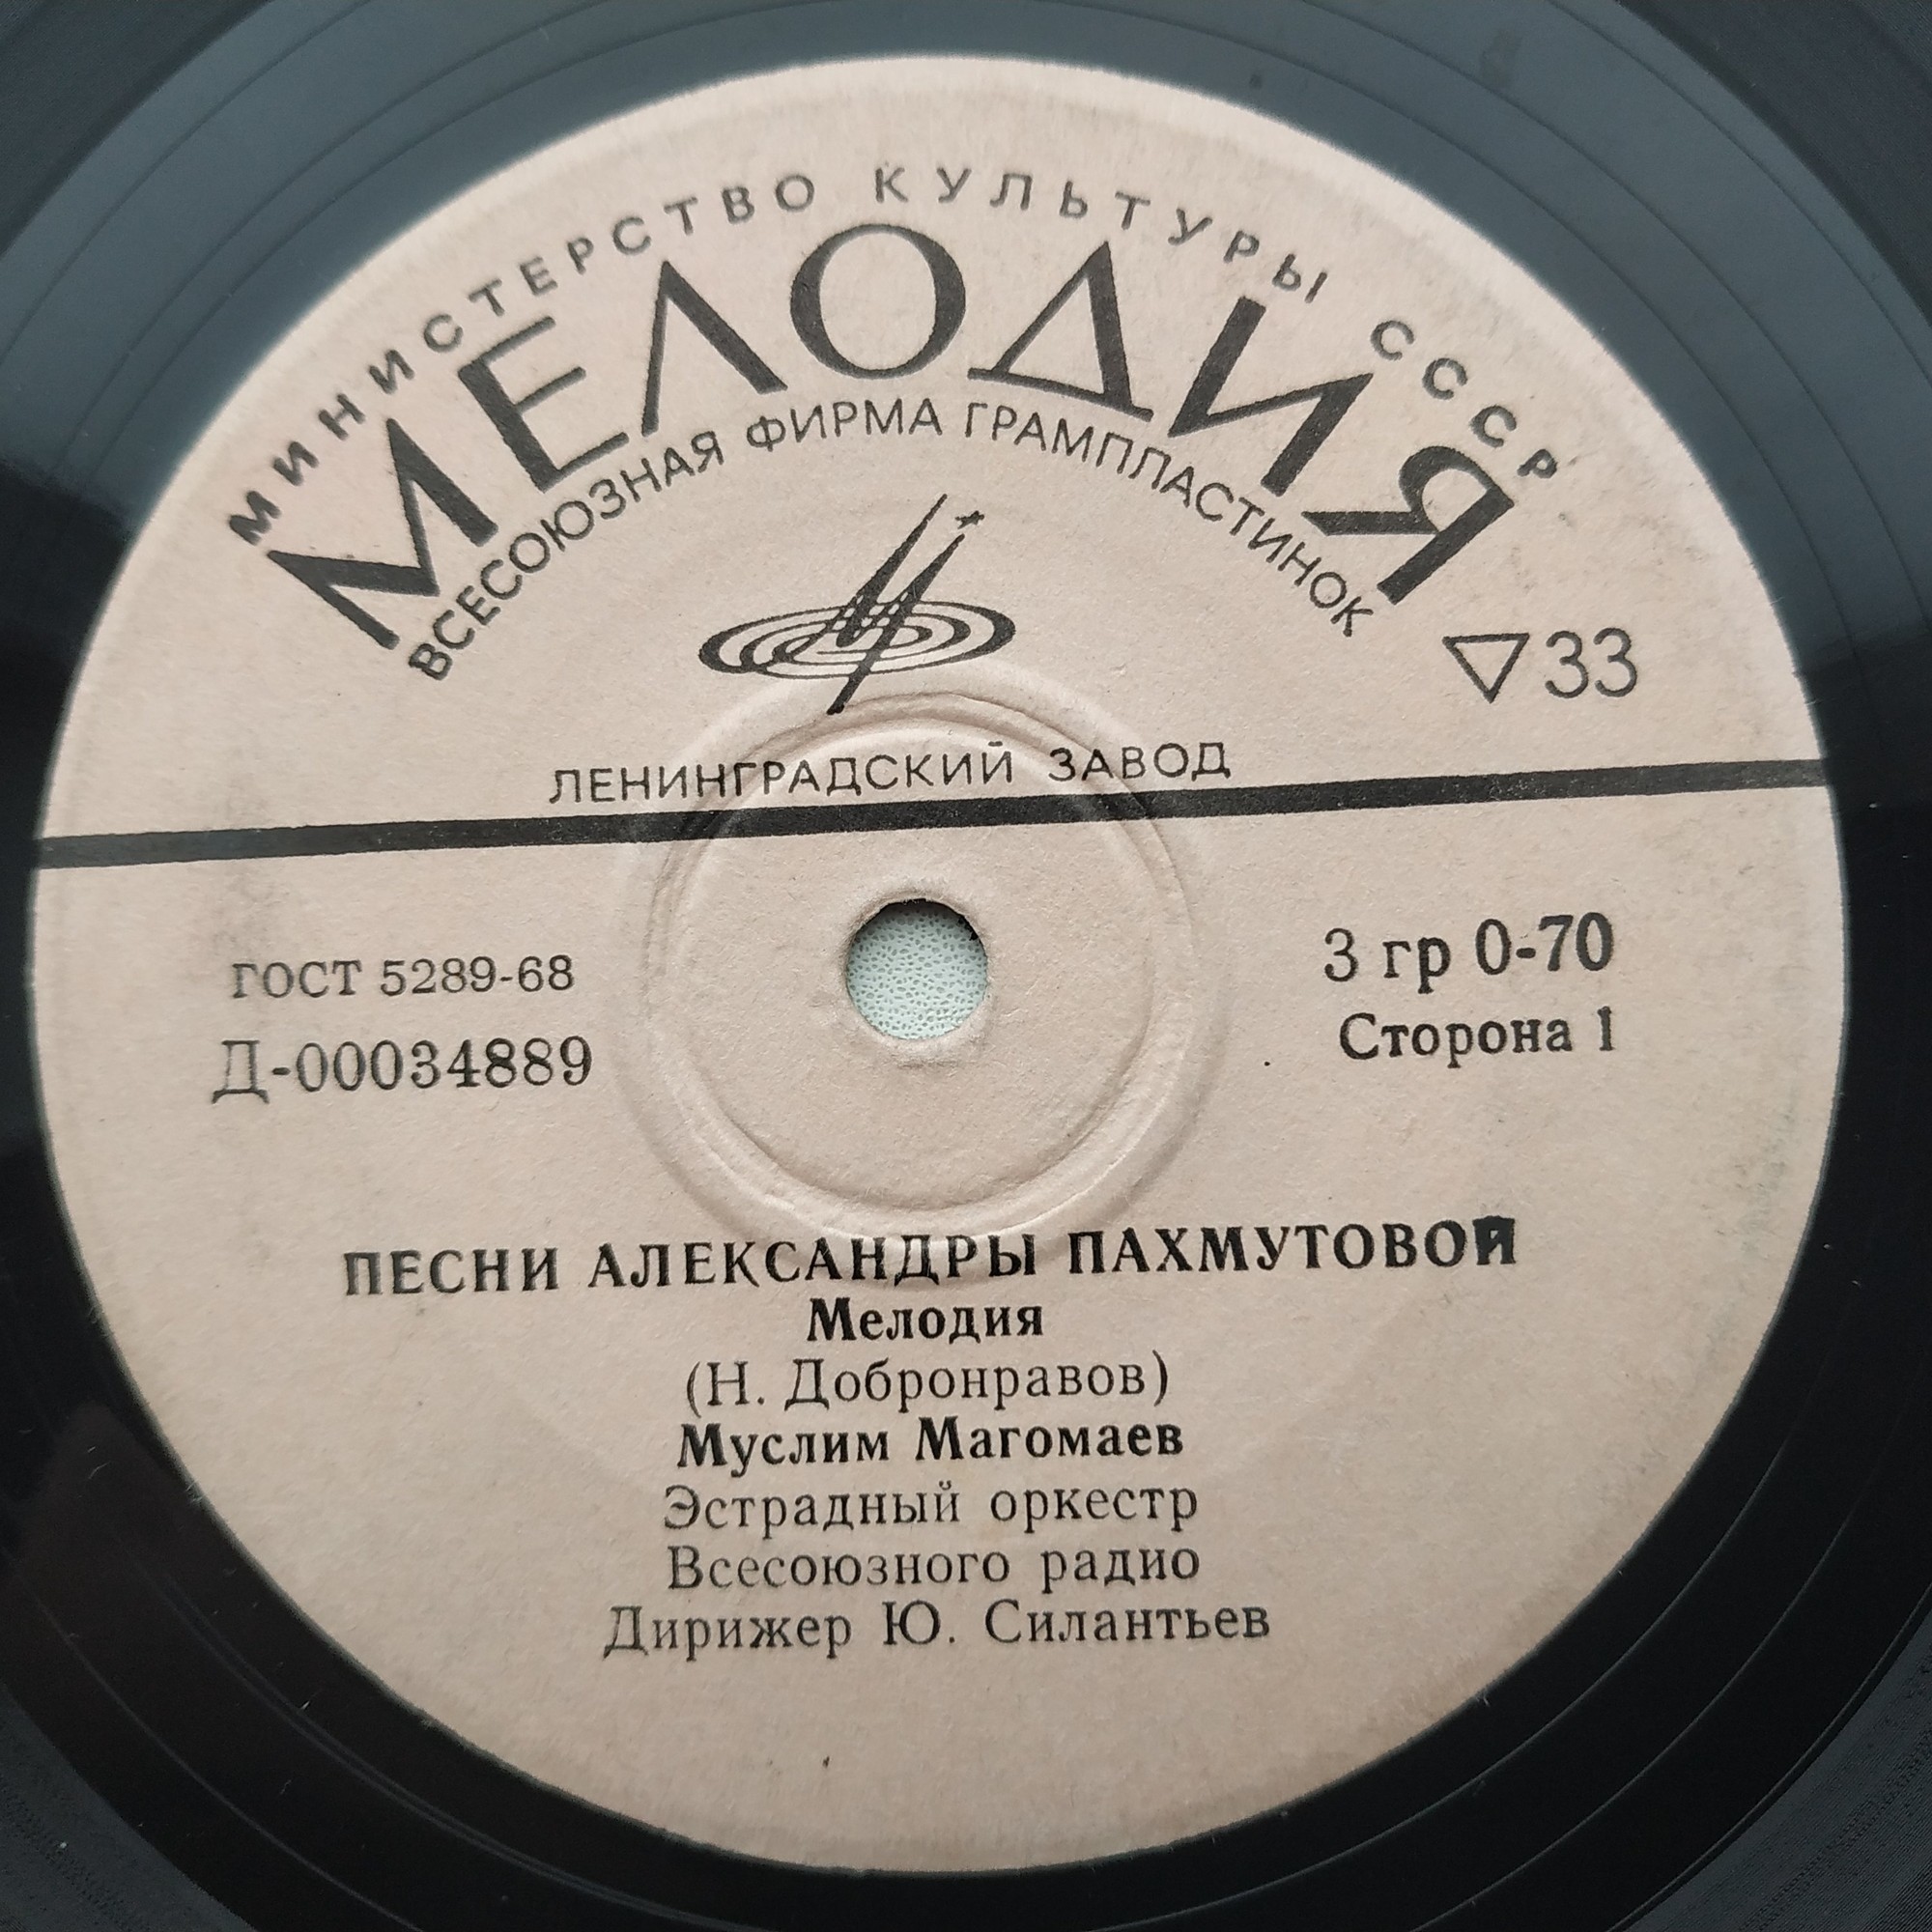 МИНИСТЕРСТВО КУЛЬТУРЫ СССР
МЕЛОДИЯ
ВСЕСОЮЗНАЯ ФИРМА ГРАМПЛАСТИНОК
33
ЛЕНИНГРАДСКИЙ ЗАВОД
ГОСТ 5289-68
Д-00034889
3 гр 0-70
Сторона 1
ПЕСНИ АЛЕКСАНДРЫ ПАХМУТОВОЙ
Мелодия
(Н. Добронравов)
Муслим Магомаев
Эстрадный оркестр
Всесоюзного радио
Дирижер Ю. Силантьев